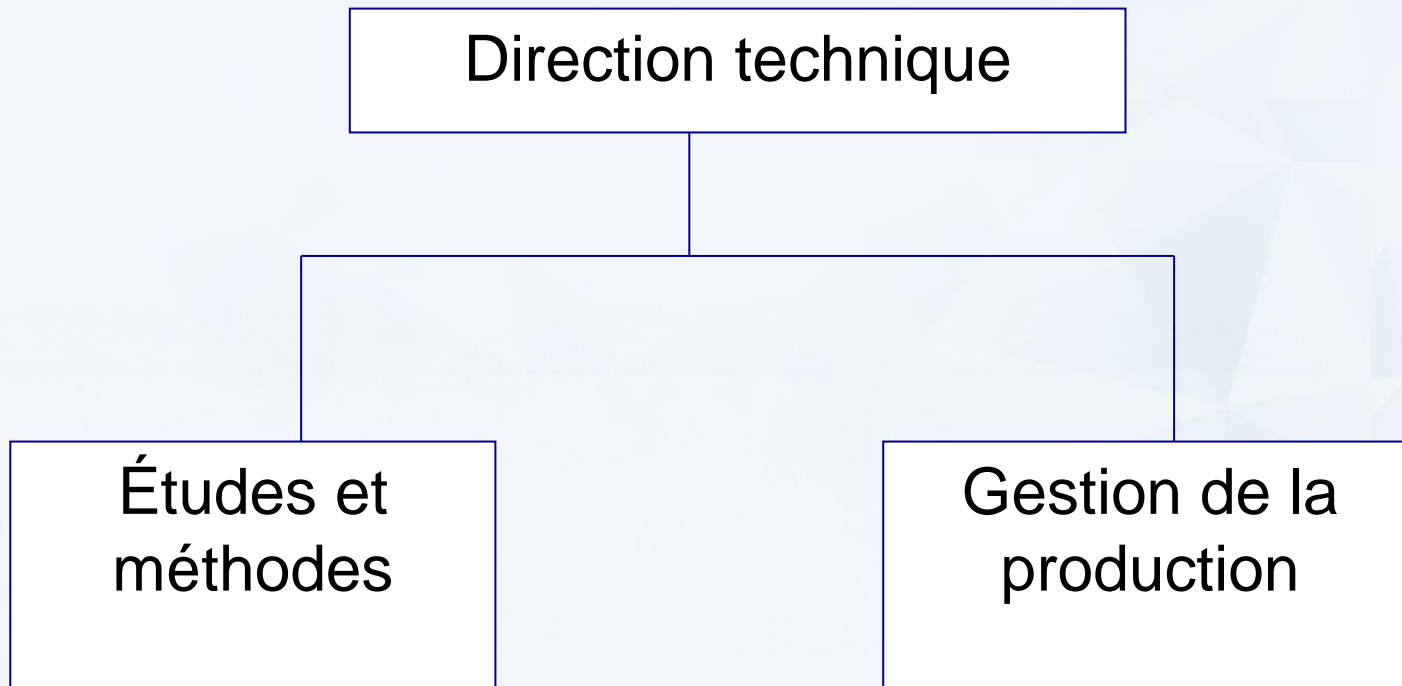 Direction technique
Études et
méthodes
Gestion de la
production